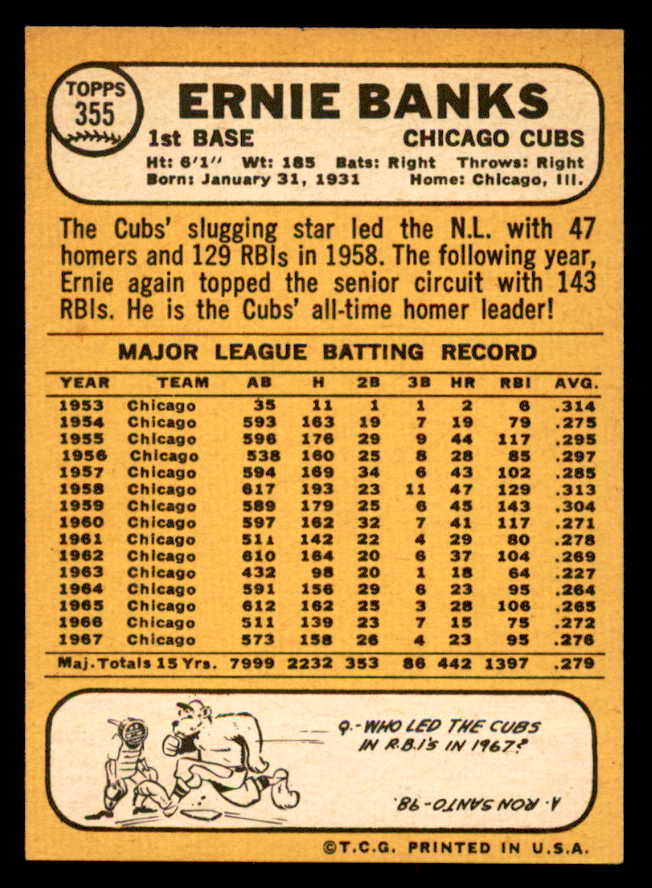 TOPPS
355
ERNIE BANKS
1st BASE CHICAGO CUBS
Ht: 6'1" Wt: 185 Bats: Right Throws: Right
Born: January 31, 1931 Home: Chicago, Ill.
The Cubs' slugging star led the N.L. with 47
homers and 129 RBIs in 1958. The following year,
Ernie again topped the senior circuit with 143
RBIs. He is the Cubs' all-time homer leader!
MAJOR LEAGUE BATTING RECORD
YEAR TEAM AB H 2B 3B HR RBI AVG.
1953 Chicago 35 11 1 1 2 6 .314
1954 Chicago 593 163 19 7 19 79 .275
1955 Chicago 596 176 29 9 44 117 .295
1956 Chicago 538 160 25 8 28 85 .297
1957 Chicago 594 169 34 6 43 102 .285
1958 Chicago 617 193 23 11 47 129 .313
1959 Chicago 589 179 25 6 45 143 .304
1960 Chicago 597 162 32 7 41 117 .271
1961 Chicago 511 142 22 4 29 80 .278
1962 Chicago 610 164 20 6 37 104 .269
1963 Chicago 432 98 20 1 18 64 .227
1964 Chicago 591 156 29 6 23 95 .264
1965 Chicago 612 162 25 3 28 106 .265
1966 Chicago 511 139 23 7 15 75 .272
1967 Chicago 573 158 26 4 23 95 .276
Maj. Totals 15 Yrs. 7999 2232 353 86 442 1397 .279
Q.-WHO LED THE CUBS
IN R.B.I'S IN 1967?
A. RON SANTO-98.
©T.C.G. PRINTED IN U.S.A.